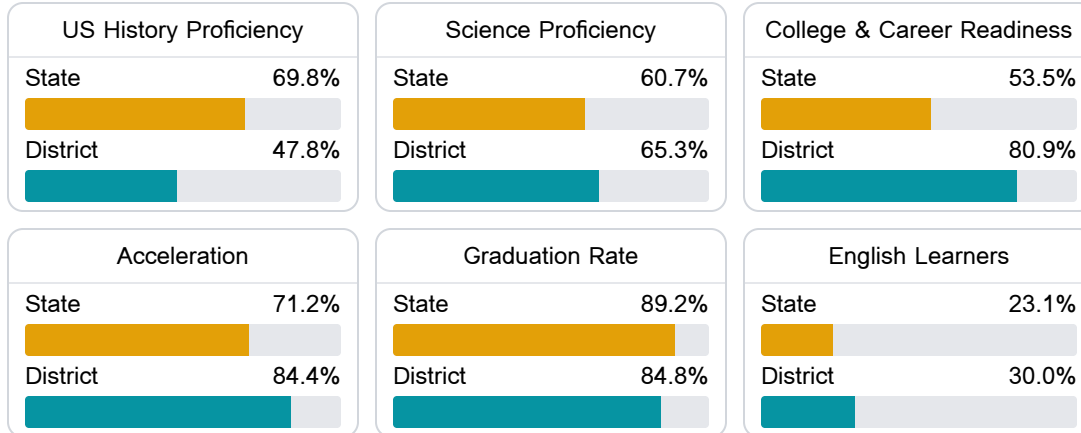 US History Proficiency
State 69.8%
District 47.8%
Science Proficiency
State 60.7%
District 65.3%
College & Career Readiness
State 53.5%
District 80.9%
Acceleration
State 71.2%
District 84.4%
Graduation Rate
State 89.2%
District 84.8%
English Learners
State 23.1%
District 30.0%